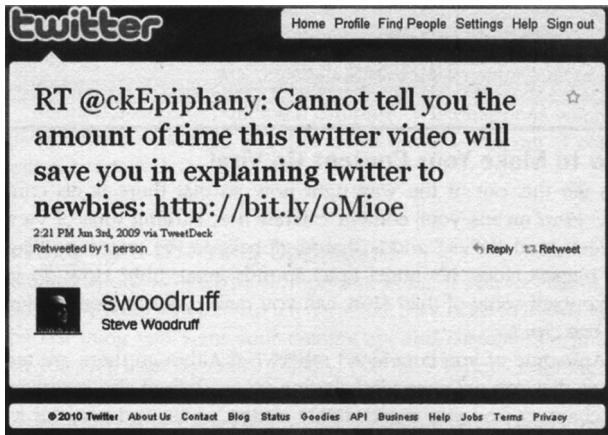 twitter
Home Profile Find People Settings Help Sign out
RT @ckEpiphany: Cannot tell you the
amount of time this twitter video will
save you in explaining twitter to
newbies: http://bit.ly/oMioe
2:21 PM Jun 3rd, 2009 via TweetDeck
Retweeted by 1 person
Reply Retweet
swoodruff
Steve Woodruff
© 2010 Twitter About Us Contact Blog Status Goodies API Business Help Jobs Terms Privacy